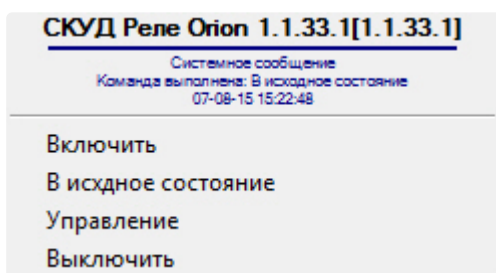 СКУД Реле Orion 1.1.33.1[1.1.33.1]
Системное сообщение
Команда выполнена: В исходное состояние
07-08-15 15:22:48
Включить
В исхдное состояние
Управление
Выключить